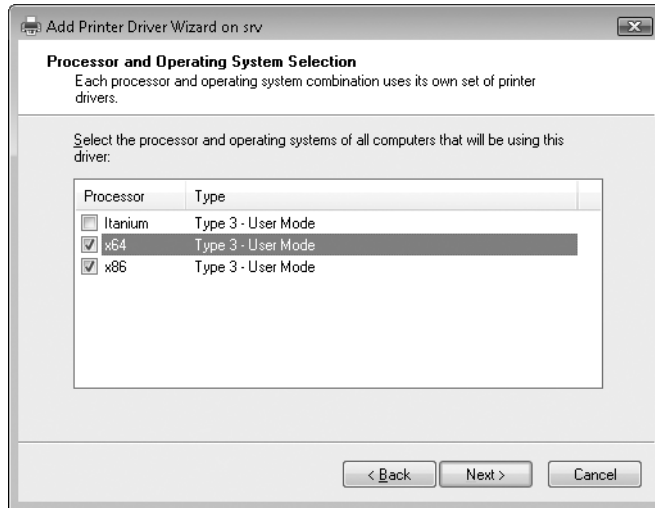 Add Printer Driver Wizard on srv
Processor and Operating System Selection
Each processor and operating system combination uses its own set of printer
drivers.
Select the processor and operating systems of all computers that will be using this
driver:
Processor Type
Itanium Type 3 - User Mode
x64 Type 3 - User Mode
x86 Type 3 - User Mode
< Back Next > Cancel